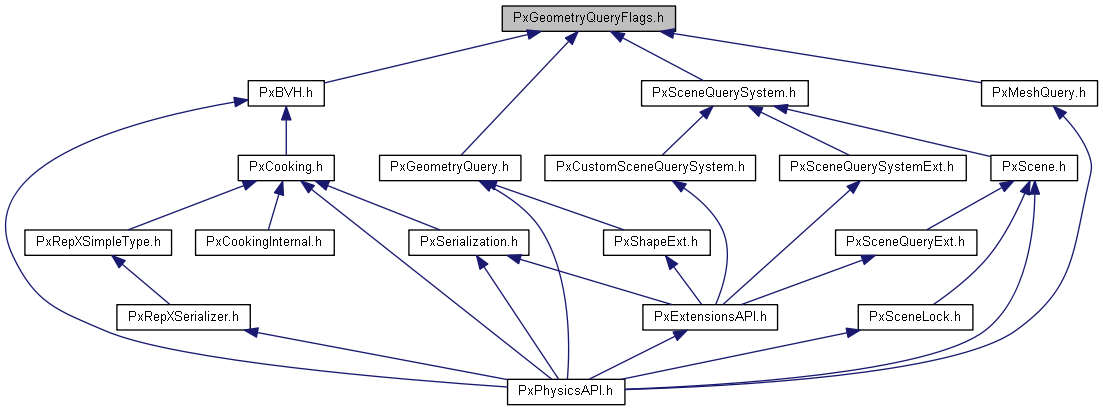 PxGeometryQueryFlags.h
PxBVH.h
PxSceneQuerySystem.h
PxMeshQuery.h
PxCooking.h
PxGeometryQuery.h
PxCustomSceneQuerySystem.h
PxSceneQuerySystemExt.h
PxScene.h
PxRepXSimpleType.h
PxCookingInternal.h
PxSerialization.h
PxShapeExt.h
PxSceneQueryExt.h
PxRepXSerializer.h
PxExtensionsAPI.h
PxSceneLock.h
PxPhysicsAPI.h